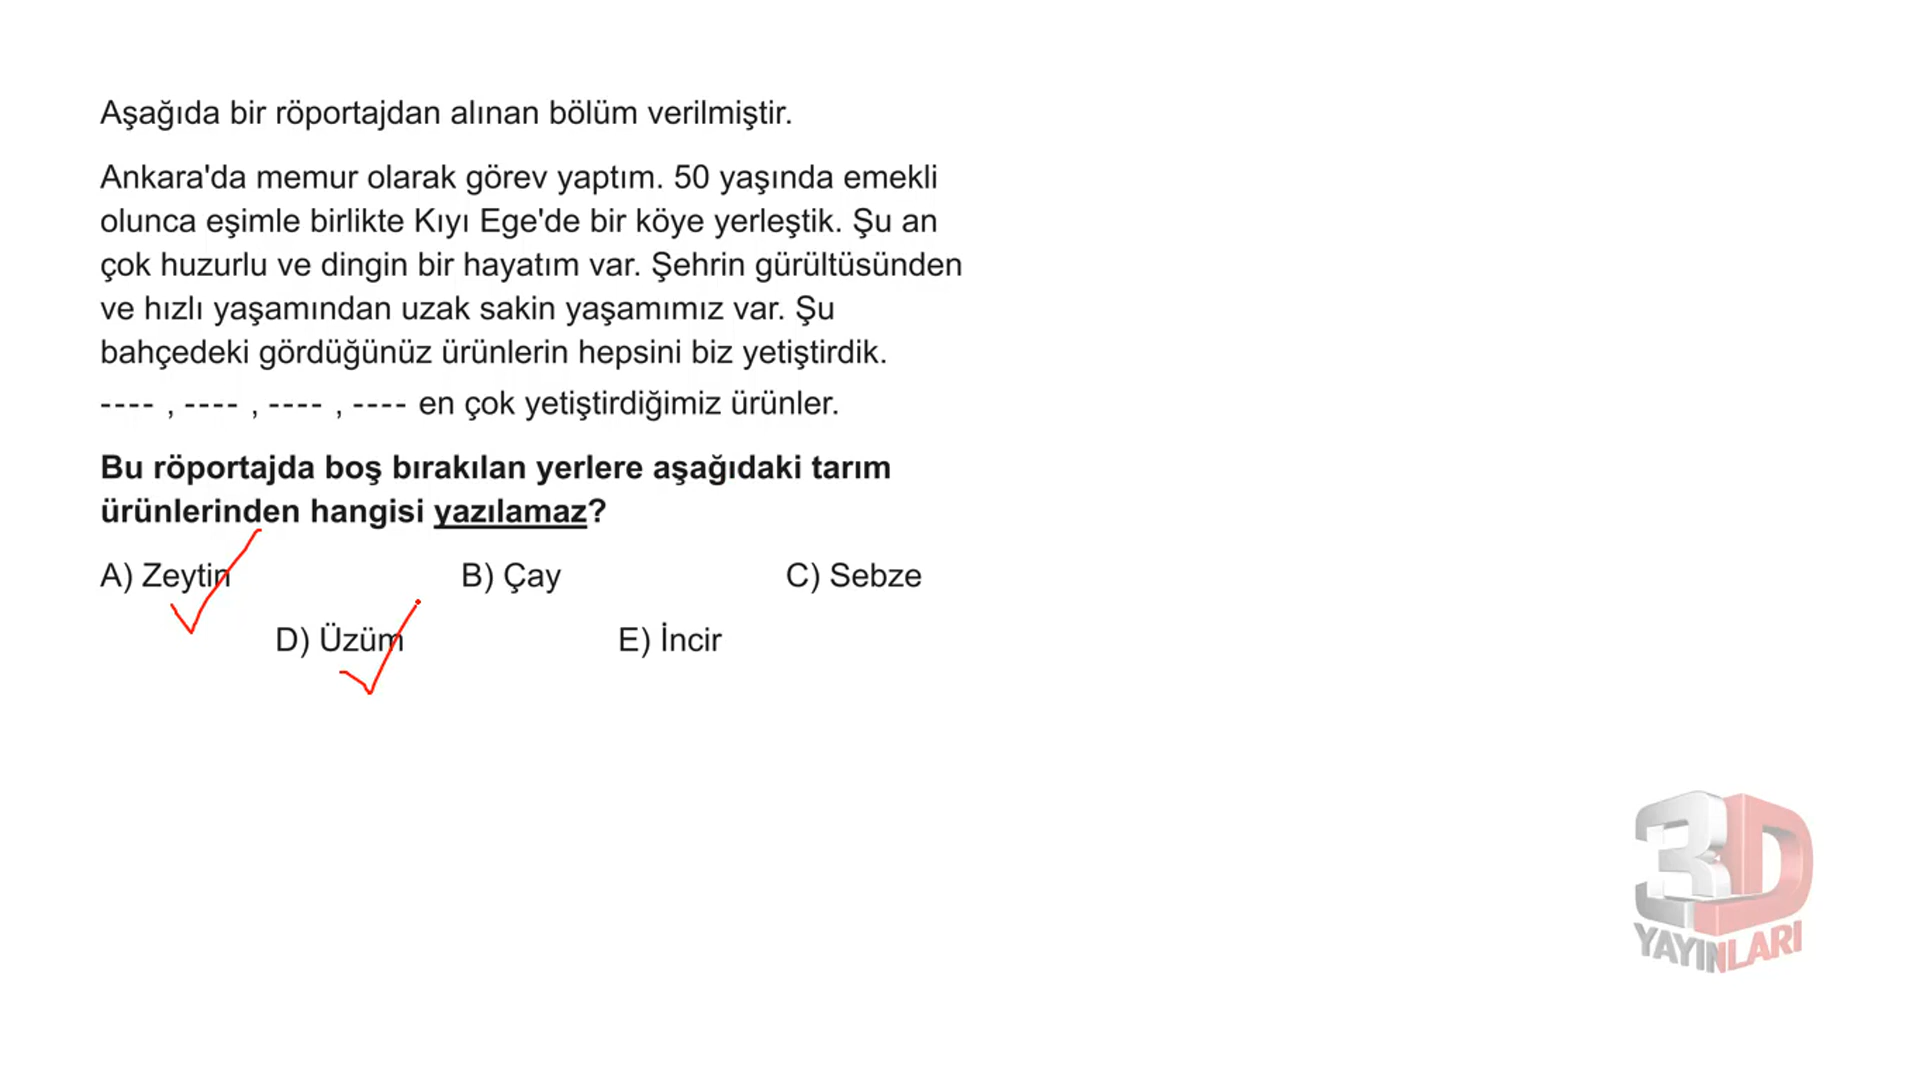 Aşağıda bir röportajdan alınan bölüm verilmiştir.
Ankara'da memur olarak görev yaptım. 50 yaşında emekli
olunca eşimle birlikte Kıyı Ege'de bir köye yerleştik. Şu an
çok huzurlu ve dingin bir hayatım var. Şehrin gürültüsünden
ve hızlı yaşamından uzak sakin yaşamımız var. Şu
bahçedeki gördüğünüz ürünlerin hepsini biz yetiştirdik.
---- , ---- , ---- , ---- en çok yetiştirdiğimiz ürünler.
Bu röportajda boş bırakılan yerlere aşağıdaki tarım
ürünlerinden hangisi yazılamaz?
A) Zeytin B) Çay C) Sebze
D) Üzüm E) İncir
3D
YAYINLARI